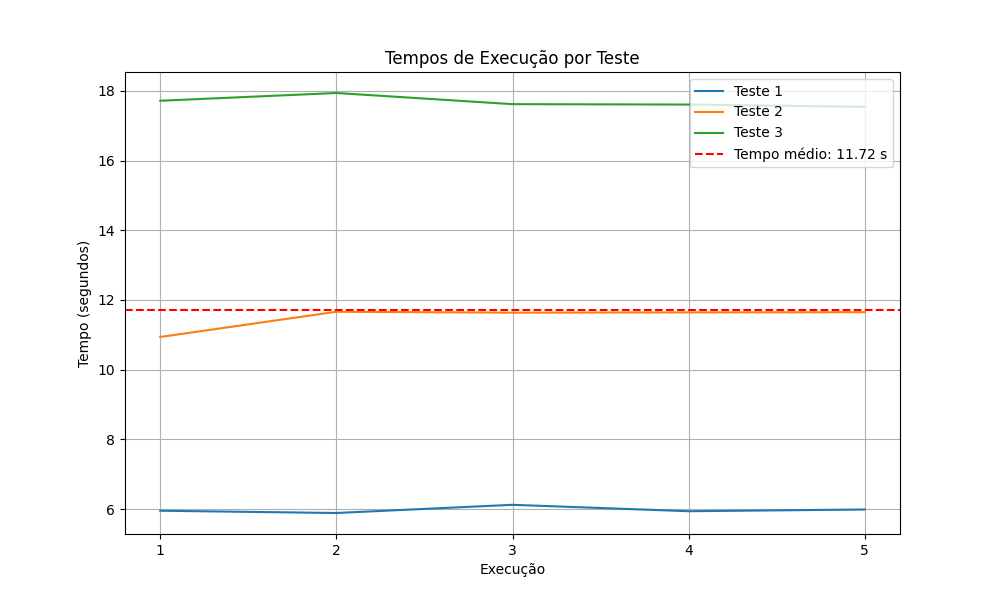 Tempos de Execução por Teste
Tempo (segundos)
18
16
14
12
10
8
6
Teste 1
Teste 2
Teste 3
Tempo médio: 11.72 s
1
2
3
4
5
Execução